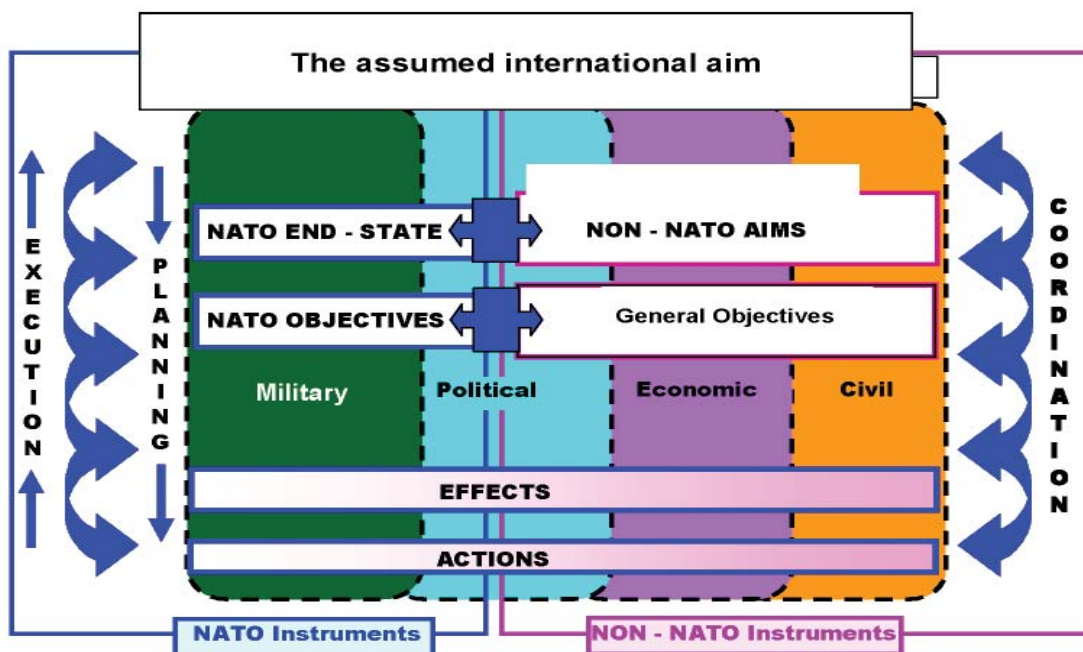 The assumed international aim
EXECUTION
PLANNING
NATO END - STATE
NON - NATO AIMS
NATO OBJECTIVES
General Objectives
Military
Political
Economic
Civil
EFFECTS
ACTIONS
COORDINATION
NATO Instruments
NON - NATO Instruments